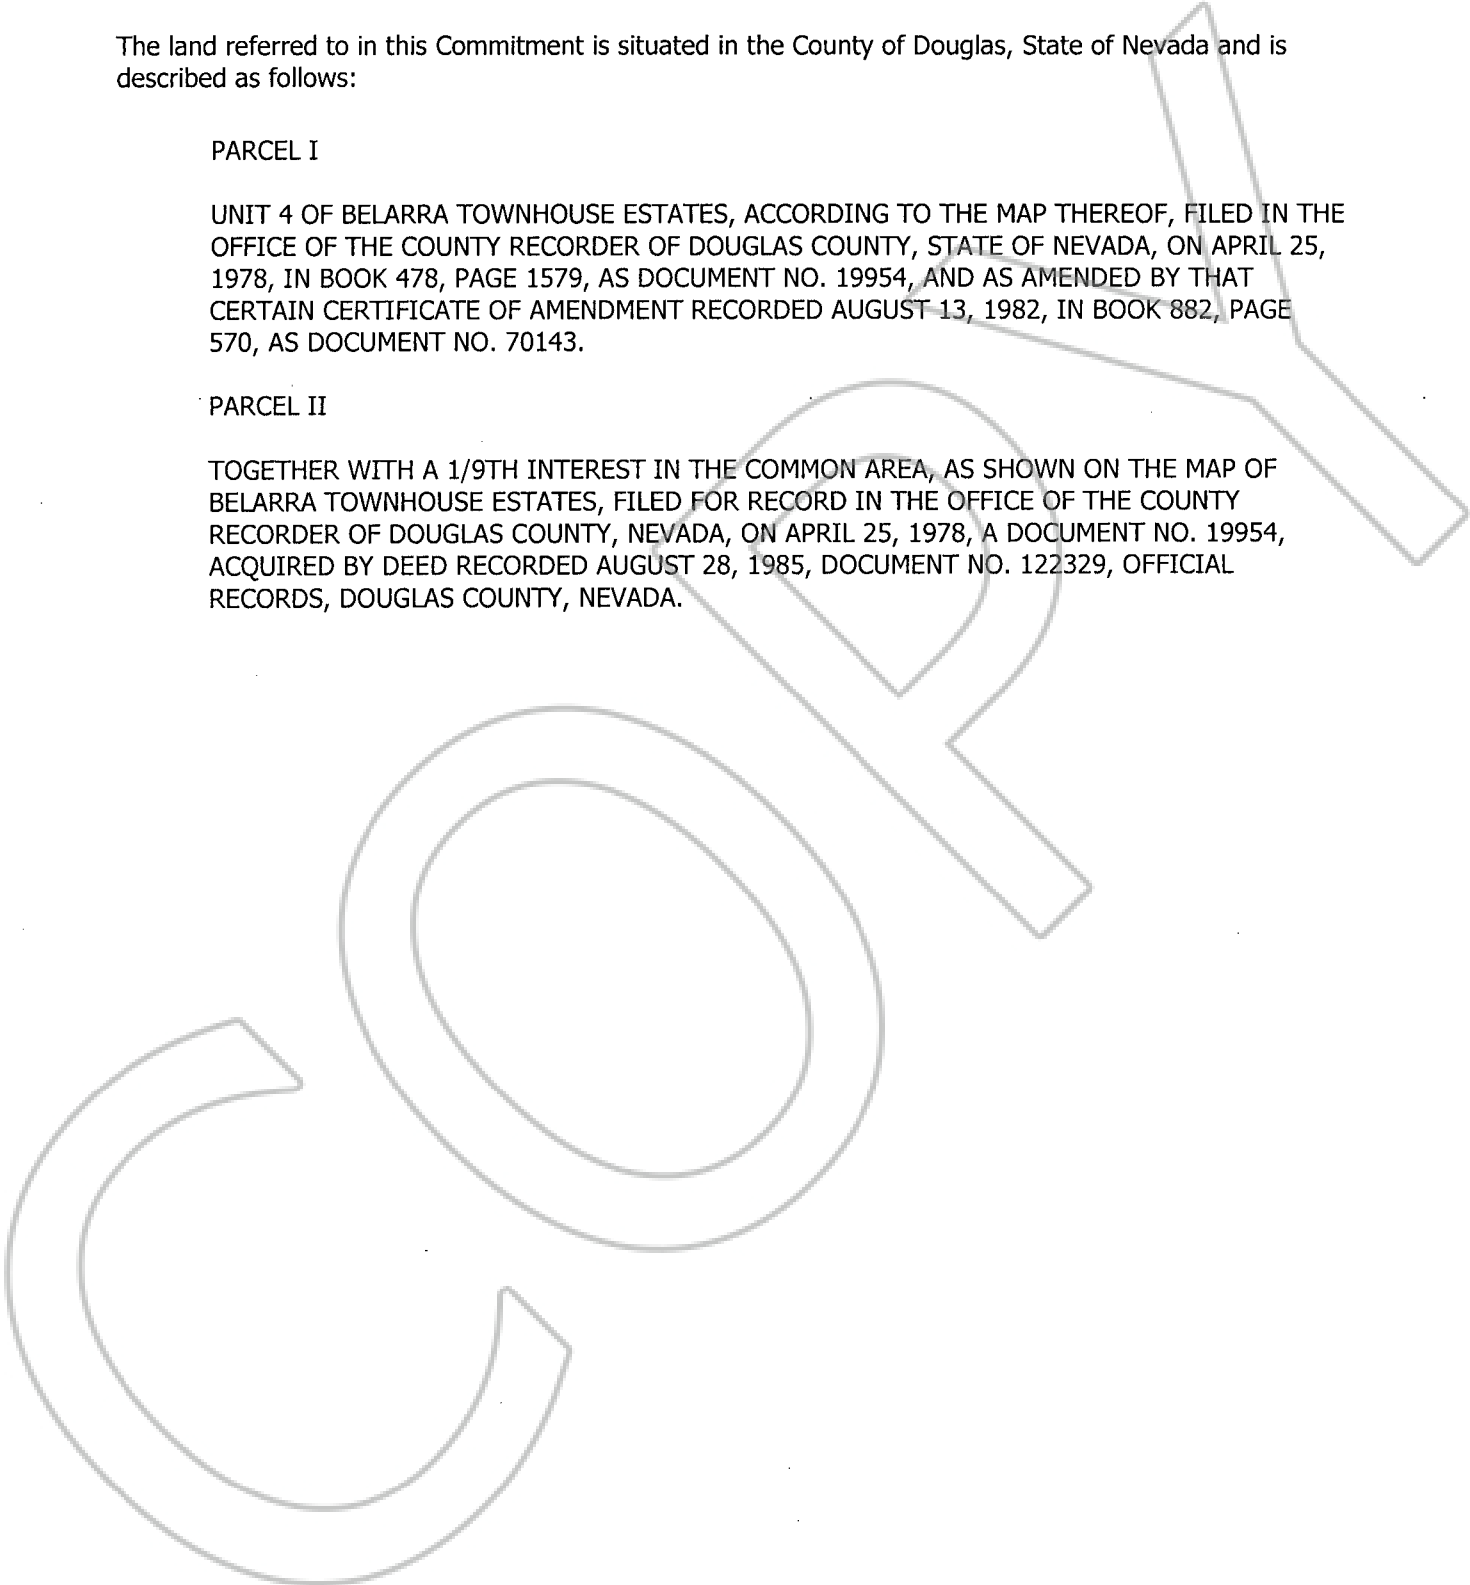 The land referred to in this Commitment is situated in the County of Douglas, State of Nevada and is
described as follows:
PARCEL I
UNIT 4 OF BELARRA TOWNHOUSE ESTATES, ACCORDING TO THE MAP THEREOF, FILED IN THE
OFFICE OF THE COUNTY RECORDER OF DOUGLAS COUNTY, STATE OF NEVADA, ON APRIL 25,
1978, IN BOOK 478, PAGE 1579, AS DOCUMENT NO. 19954, AND AS AMENDED BY THAT
CERTAIN CERTIFICATE OF AMENDMENT RECORDED AUGUST 13, 1982, IN BOOK 882, PAGE
570, AS DOCUMENT NO. 70143.
PARCEL II
TOGETHER WITH A 1/9TH INTEREST IN THE COMMON AREA, AS SHOWN ON THE MAP OF
BELARRA TOWNHOUSE ESTATES, FILED FOR RECORD IN THE OFFICE OF THE COUNTY
RECORDER OF DOUGLAS COUNTY, NEVADA, ON APRIL 25, 1978, A DOCUMENT NO. 19954,
ACQUIRED BY DEED RECORDED AUGUST 28, 1985, DOCUMENT NO. 122329, OFFICIAL
RECORDS, DOUGLAS COUNTY, NEVADA.
COPY